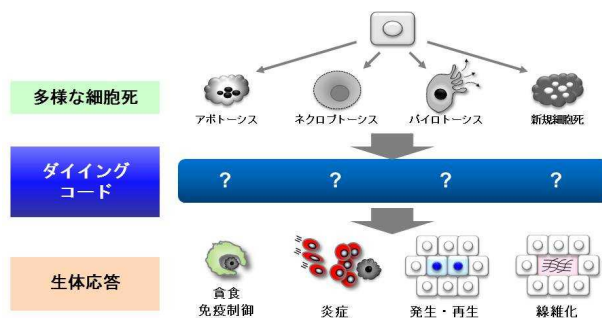 多様な細胞死
アポトーシス
ネクロプトーシス
パイロトーシス
新規細胞死
ダイイング
コード
?
?
?
?
生体応答
貪食
免疫制御
炎症
発生・再生
線維化